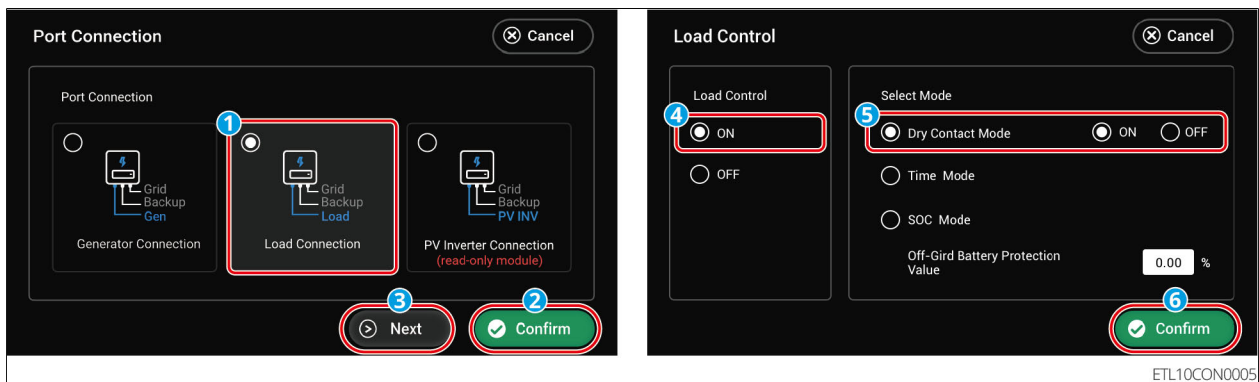 Port Connection
Cancel
Port Connection
1
Grid
Backup
Gen
Generator Connection
Grid
Backup
Load
Load Connection
Grid
Backup
PV INV
PV Inverter Connection
(read-only module)
3
Next
2
Confirm
Load Control
Cancel
Load Control
4
ON
OFF
Select Mode
5
Dry Contact Mode ON OFF
Time Mode
SOC Mode
Off-Gird Battery Protection
Value
0.00 %
6
Confirm
ETL10CON0005